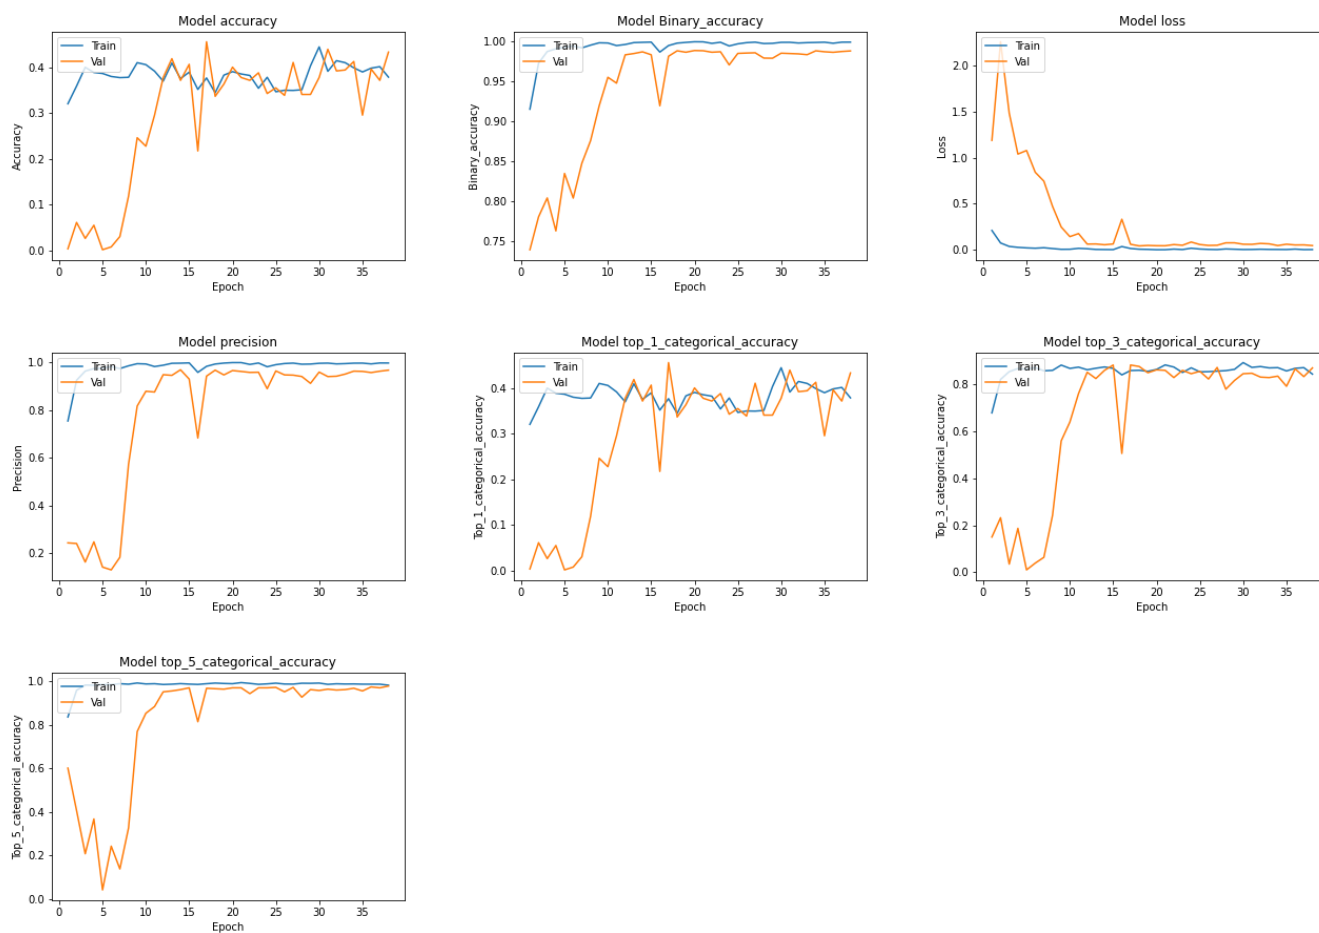 Model accuracy
Train
Val
0.4
0.3
0.2
0.1
0.0
Accuracy
0 5 10 15 20 25 30 35
Epoch
Model Binary_accuracy
Train
Val
1.00
0.95
0.90
0.85
0.80
0.75
Binary_accuracy
0 5 10 15 20 25 30 35
Epoch
Model loss
Train
Val
2.0
1.5
1.0
0.5
0.0
Loss
0 5 10 15 20 25 30 35
Epoch
Model precision
Train
Val
1.0
0.8
0.6
0.4
0.2
Precision
0 5 10 15 20 25 30 35
Epoch
Model top_1_categorical_accuracy
Train
Val
0.4
0.3
0.2
0.1
0.0
Top_1_categorical_accuracy
0 5 10 15 20 25 30 35
Epoch
Model top_3_categorical_accuracy
Train
Val
0.8
0.6
0.4
0.2
0.0
Top_3_categorical_accuracy
0 5 10 15 20 25 30 35
Epoch
Model top_5_categorical_accuracy
Train
Val
1.0
0.8
0.6
0.4
0.2
0.0
Top_5_categorical_accuracy
0 5 10 15 20 25 30 35
Epoch